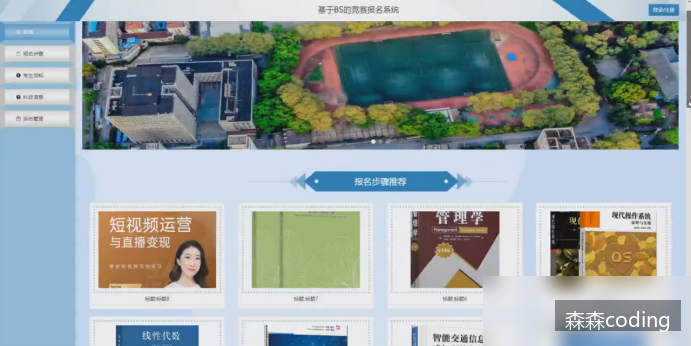 基于BS的竞赛报名系统
登录/注册
首页
报名步骤
考生须知
科目信息
后台管理
报名步骤推荐
短视频运营
与直播变现
标题:标题8
标题:标题7
管理学
Management
标题:标题6
现代操作系统
OS
线性代数
智能交通信息
森森coding